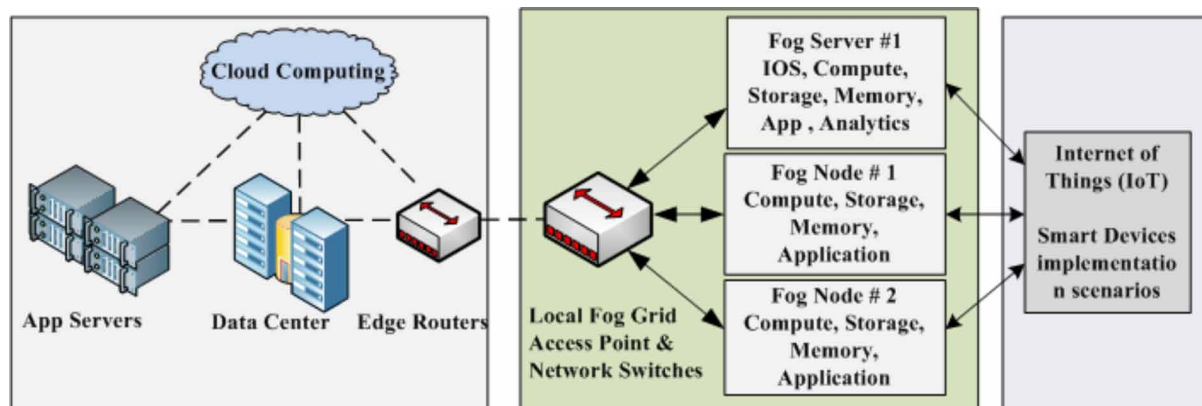 Cloud Computing
App Servers
Data Center
Edge Routers
Local Fog Grid
Access Point &
Network Switches
Fog Server #1
IOS, Compute,
Storage, Memory,
App , Analytics
Fog Node # 1
Compute, Storage,
Memory,
Application
Fog Node # 2
Compute, Storage,
Memory,
Application
Internet of
Things (IoT)
Smart Devices
implementatio
n scenarios